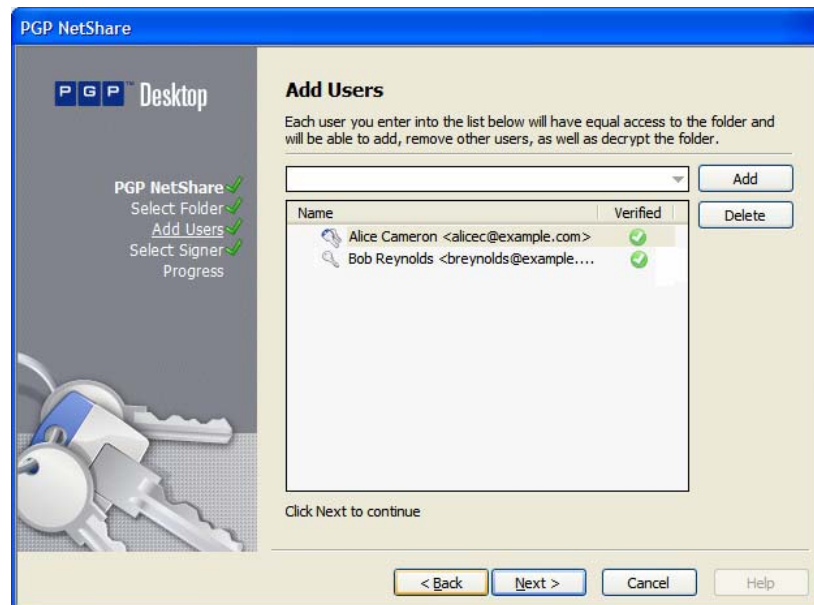 PGP NetShare
PGP™ Desktop
PGP NetShare
Select Folder
Add Users
Select Signer
Progress
Add Users
Each user you enter into the list below will have equal access to the folder and
will be able to add, remove other users, as well as decrypt the folder.
Add
Name Verified Delete
Alice Cameron <alicec@example.com>
Bob Reynolds <breynolds@example....
Click Next to continue
< Back Next > Cancel Help